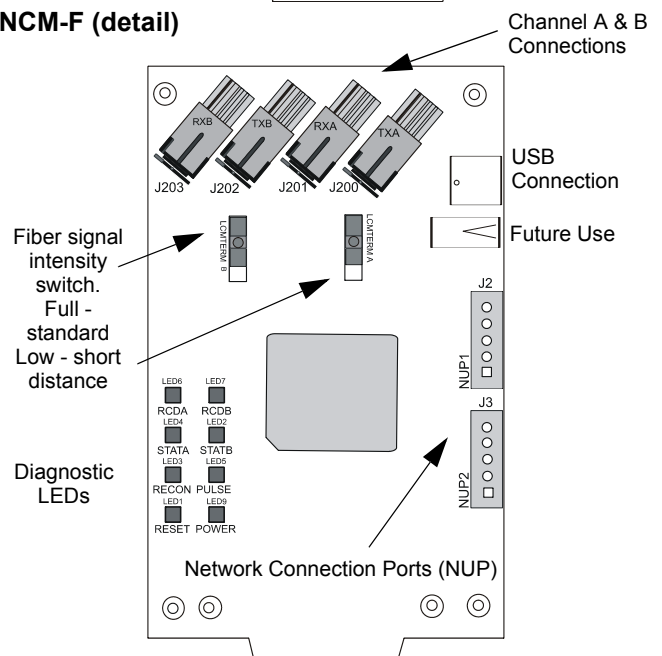 NCM-F (detail)
Channel A & B
Connections
RXB
TXB
RXA
TXA
J203
J202
J201
J200
USB
Connection
Future Use
LCMTERM B
LCMTERM A
Fiber signal
intensity
switch.
Full -
standard
Low - short
distance
J2
NUP1
J3
NUP2
LED6
LED7
RCDA
RCDB
LED4
LED2
STATA
STATB
LED3
LED5
RECON
PULSE
LED1
LED9
RESET
POWER
Diagnostic
LEDs
Network Connection Ports (NUP)